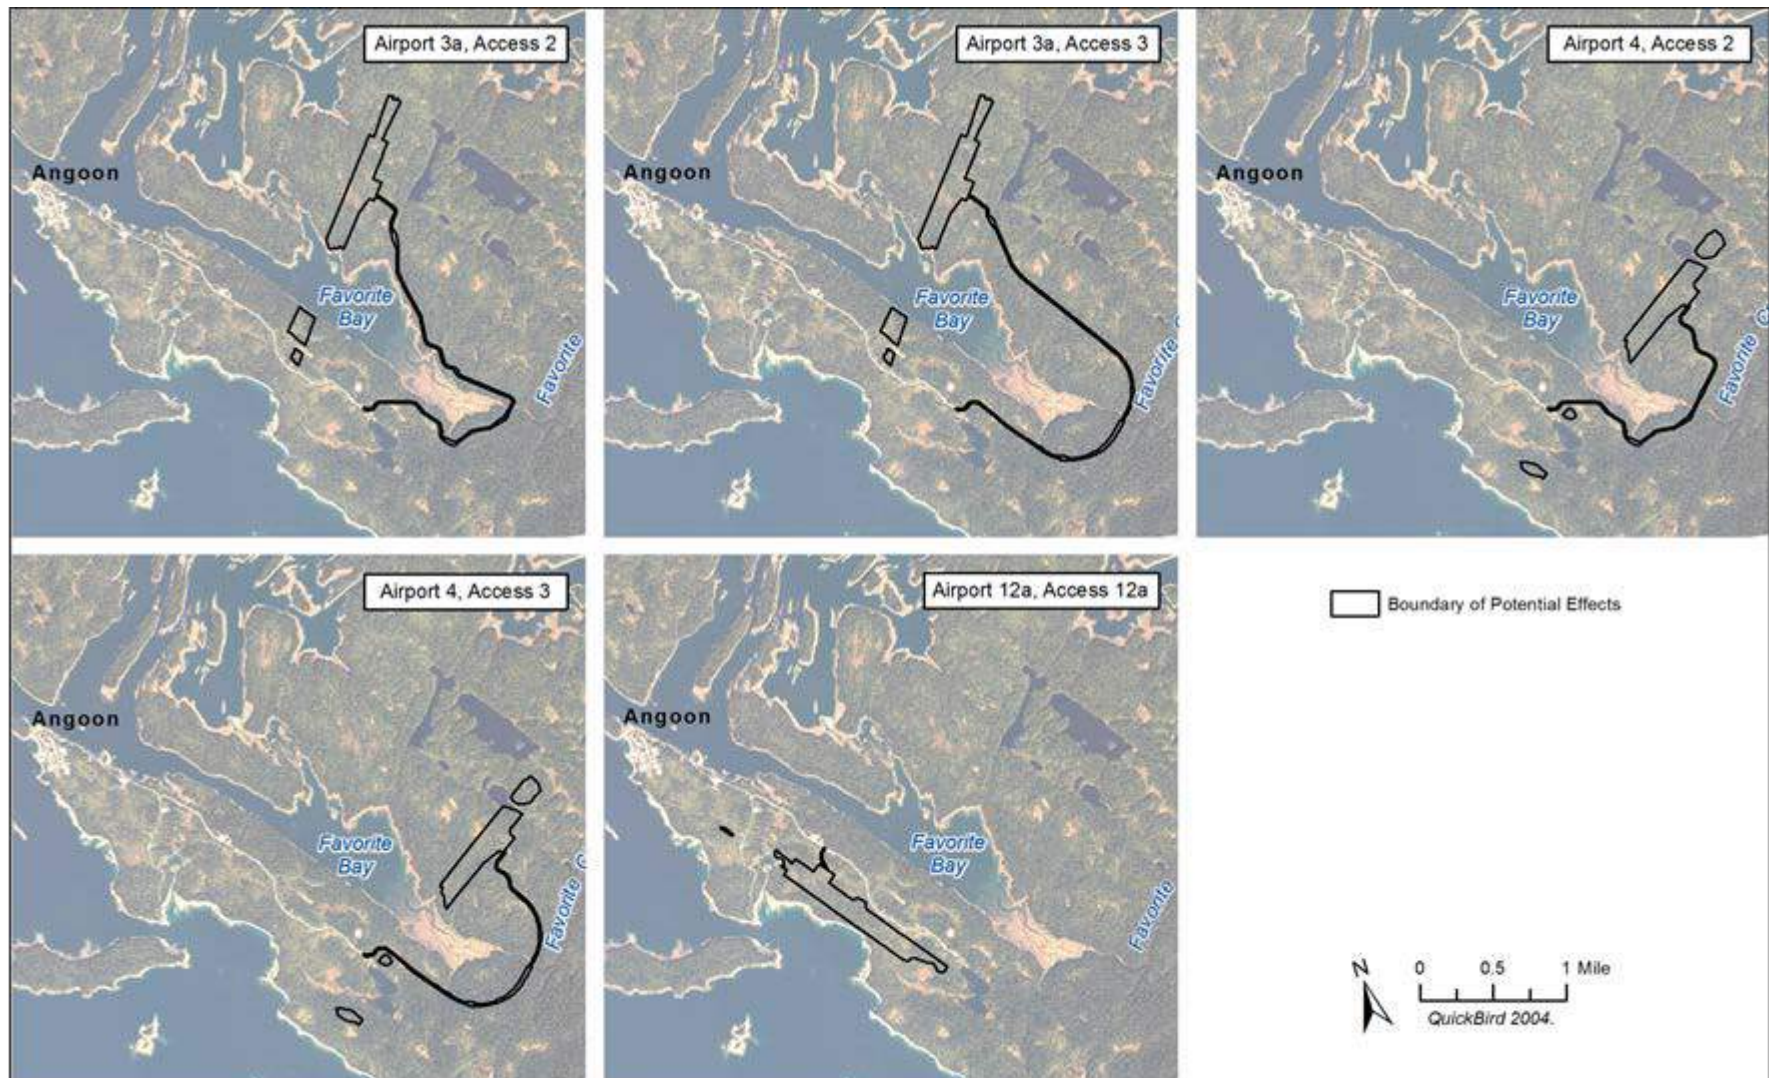 Airport 3a, Access 2
Angoon
Favorite
Bay
Favorite
Airport 3a, Access 3
Angoon
Favorite
Bay
Favorite C
Airport 4, Access 2
Angoon
Favorite
Bay
Favorite C
Airport 4, Access 3
Angoon
Favorite
Bay
Favorite C
Airport 12a, Access 12a
Angoon
Favorite
Bay
Favorite
Boundary of Potential Effects
N
0 0.5 1 Mile
QuickBird 2004.